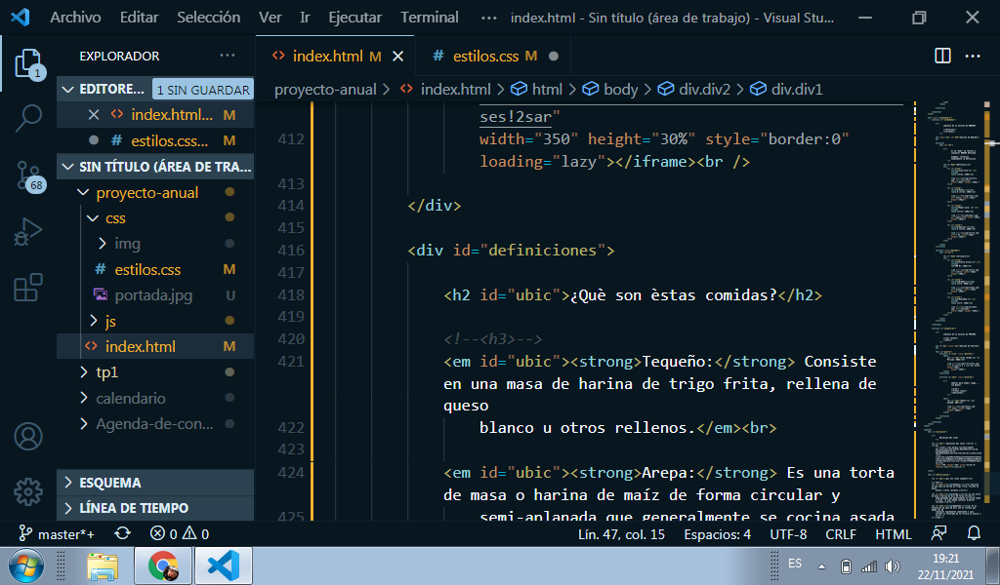 Archivo Editar Selección Ver Ir Ejecutar Terminal ··· index.html - Sin título (área de trabajo) - Visual Stu...
EXPLORADOR ···
1
EDITORE... 1 SIN GUARDAR
index.html... M
estilos.css... M
SIN TÍTULO (ÁREA DE TRA...
68
proyecto-anual
css
img
estilos.css M
portada.jpg U
js
index.html M
tp1
calendario
Agenda-de-con...
ESQUEMA
LÍNEA DE TIEMPO
index.html M
estilos.css M
proyecto-anual > index.html > html > body > div.div2 > div.div1
ses!2sar"
412 width="350" height="30%" style="border:0"
loading="lazy"></iframe><br />
413
414 </div>
415
416 <div id="definiciones">
417
418 <h2 id="ubic">¿Què son èstas comidas?</h2>
419
420 <!--<h3>-->
421 <em id="ubic"><strong>Tequeño:</strong> Consiste
en una masa de harina de trigo frita, rellena de
queso
422 blanco u otros rellenos.</em><br>
423
424 <em id="ubic"><strong>Arepa:</strong> Es una torta
de masa o harina de maíz de forma circular y
425 semi-aplanada que generalmente se cocina asada
master*+ 0 0 Lín. 47, col. 15 Espacios: 4 UTF-8 CRLF HTML
ES 19:21
22/11/2021